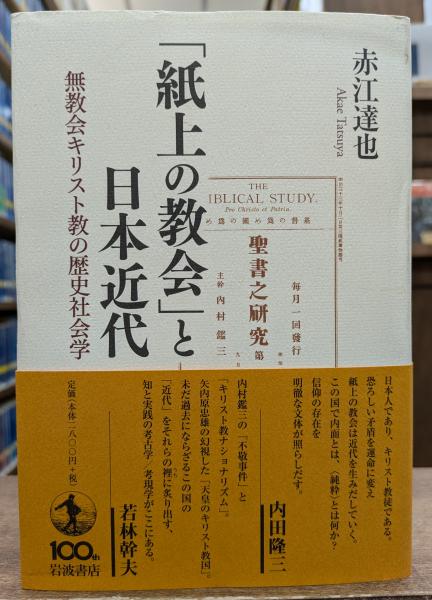 赤江達也
Akae Tatsuya
「紙上の教会」と
日本近代
無教会キリスト教の歴史社会学
THE
IBLICAL STUDY.
Pro Christo et Patria.
基督の為め国の為め
聖書之研究
第
毎月一回發行
主幹 内村鑑三
日本人であり、キリスト教徒である。
恐ろしい矛盾を運命に変え
紙上の教会は近代を生みだしていく。
この国で内面とは、〈純粋〉とは何か?
信仰の存在を
明徹な文体が照らしだす。
内田隆三
内村鑑三の「不敬事件」と
「キリスト教ナショナリズム」。
矢内原忠雄の幻視した「天皇のキリスト教国」。
未だ過去にならざるこの国の
「近代」をそれらの裡に炙り出す、
知と実践の考古学/考現学がここにある。
若林幹夫
定価(本体二八〇〇円+税)
100th
岩波書店